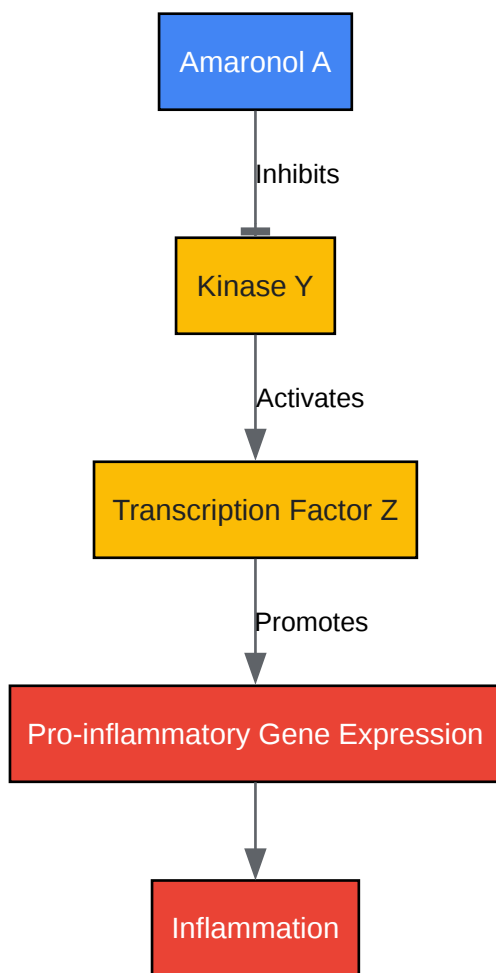 Amaronol A
Inhibits
Kinase Y
Activates
Transcription Factor Z
Promotes
Pro-inflammatory Gene Expression
Inflammation